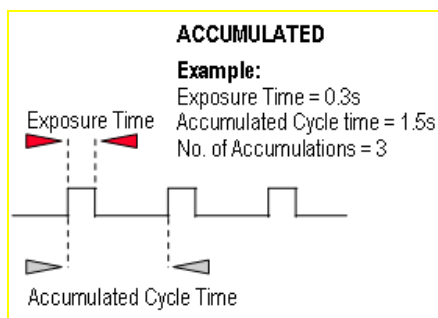 ACCUMULATED
Example:
Exposure Time = 0.3s
Accumulated Cycle time = 1.5s
No. of Accumulations = 3
Exposure Time
Accumulated Cycle Time